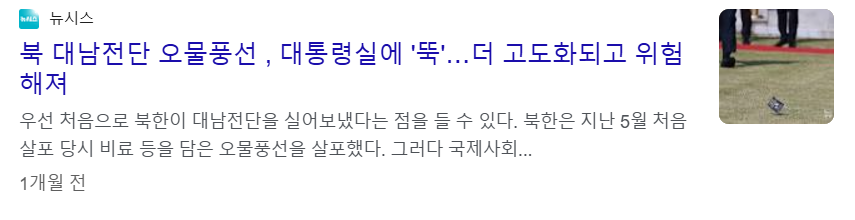 뉴시스 뉴시스
북 대남전단 오물풍선 , 대통령실에 '뚝'…더 고도화되고 위험
해져
우선 처음으로 북한이 대남전단을 실어보냈다는 점을 들 수 있다. 북한은 지난 5월 처음
살포 당시 비료 등을 담은 오물풍선을 살포했다. 그러다 국제사회...
1개월 전